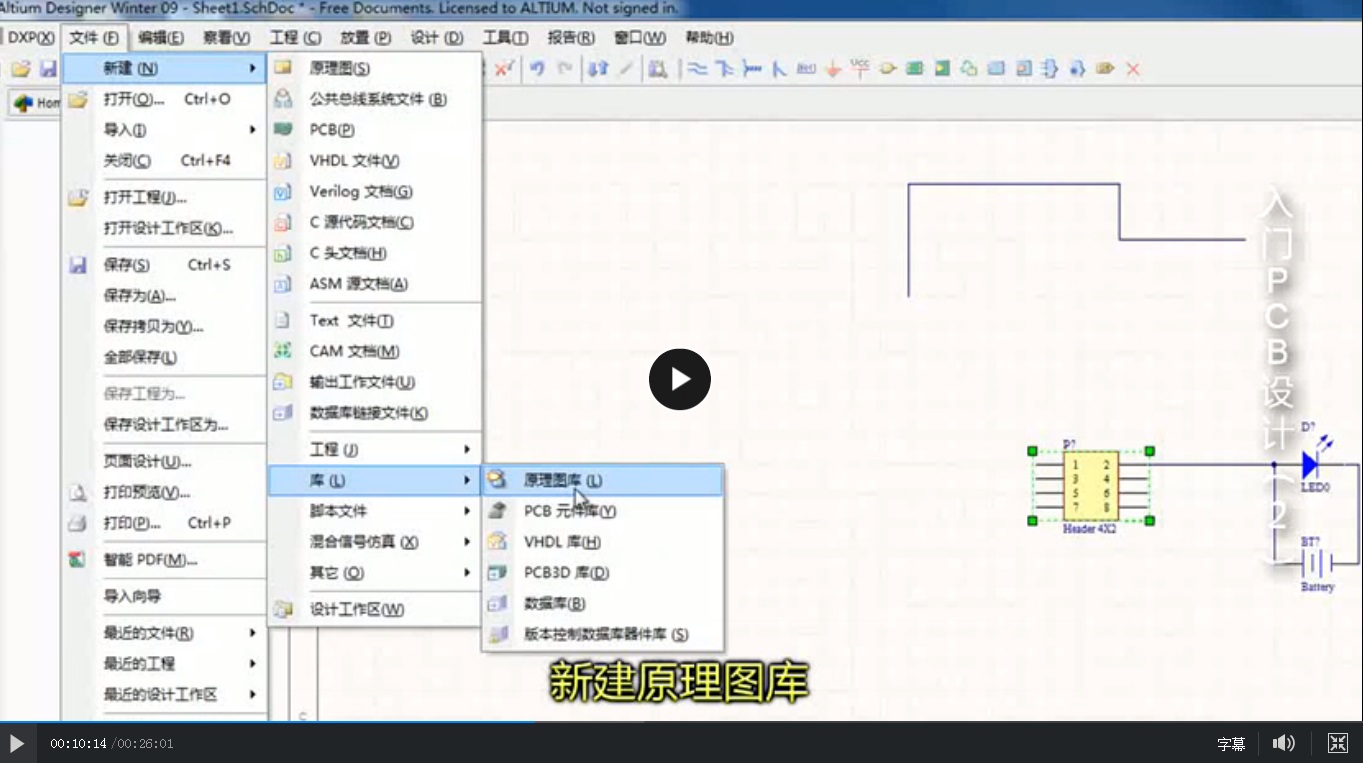 Altium Designer Winter 09 - Sheet1.SchDoc * - Free Documents. Licensed to ALTIUM. Not signed in.
DXP(X) 文件 (F) 编辑(E) 察看(V) 工程 (C) 放置 (P) 设计 (D) 工具(T) 报告(R) 窗口(W) 帮助(H)
新建 (N)
打开(O)... Ctrl+O
导入(I)
关闭(C) Ctrl+F4
打开工程(J)...
打开设计工作区(K)...
保存(S) Ctrl+S
保存为(A)...
保存拷贝为(Y)...
全部保存(L)
保存工程为...
保存设计工作区为...
页面设计(U)...
打印预览(V)...
打印(P)... Ctrl+P
智能 PDF(M)...
导入向导
最近的文件(R)
最近的工程
最近的设计工作区
原理图(S)
公共总线系统文件 (B)
PCB(P)
VHDL 文件(V)
Verilog 文档(G)
C 源代码文档(C)
C 头文档(H)
ASM 源文档(A)
Text 文件(T)
CAM 文档(M)
输出工作文件(U)
数据库链接文件(K)
工程 (J)
库 (L)
脚本文件
混合信号仿真 (X)
其它 (O)
设计工作区(W)
原理图库 (L)
PCB 元件库(Y)
VHDL 库(H)
PCB3D 库(D)
数据库(B)
版本控制数据库器件库 (S)
Hom
VCC
入门PCB设计(2)
P?
1 2
3 4
5 6
7 8
Header 4X2
D?
LED0
BT?
Battery
C
新建原理图库
00:10:14 /00:26:01
字幕